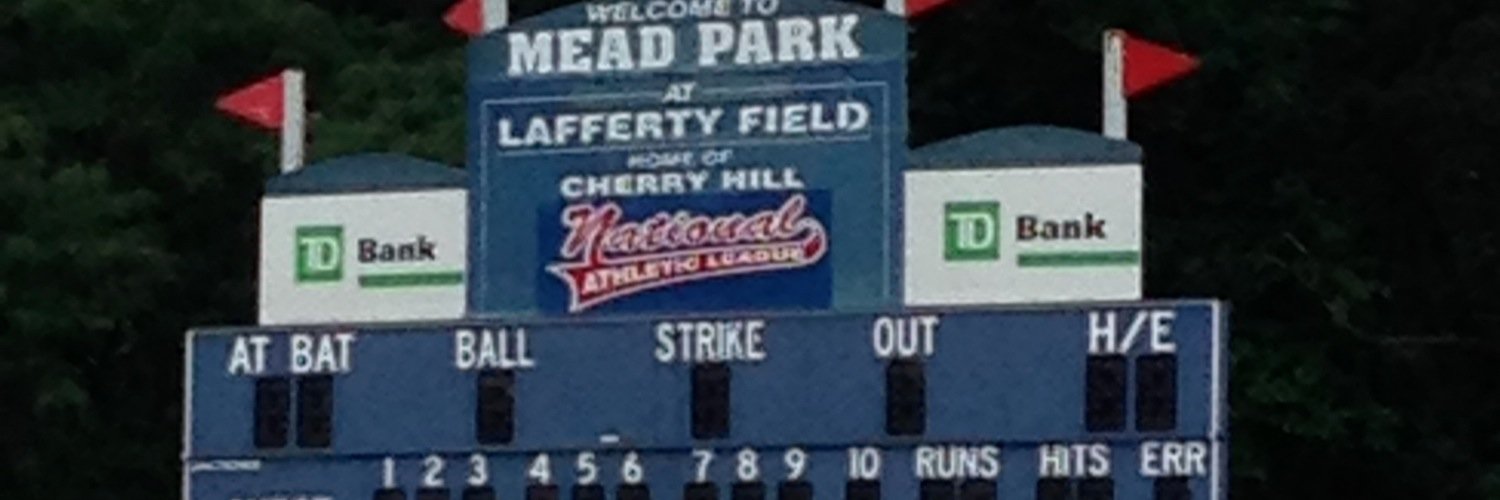 WELCOME TO
MEAD PARK
AT
LAFFERTY FIELD
HOME OF
CHERRY HILL
National
ATHLETIC LEAGUE
TD Bank
TD Bank
AT BAT BALL STRIKE OUT H/E
1 2 3 4 5 6 7 8 9 10 RUNS HITS ERR